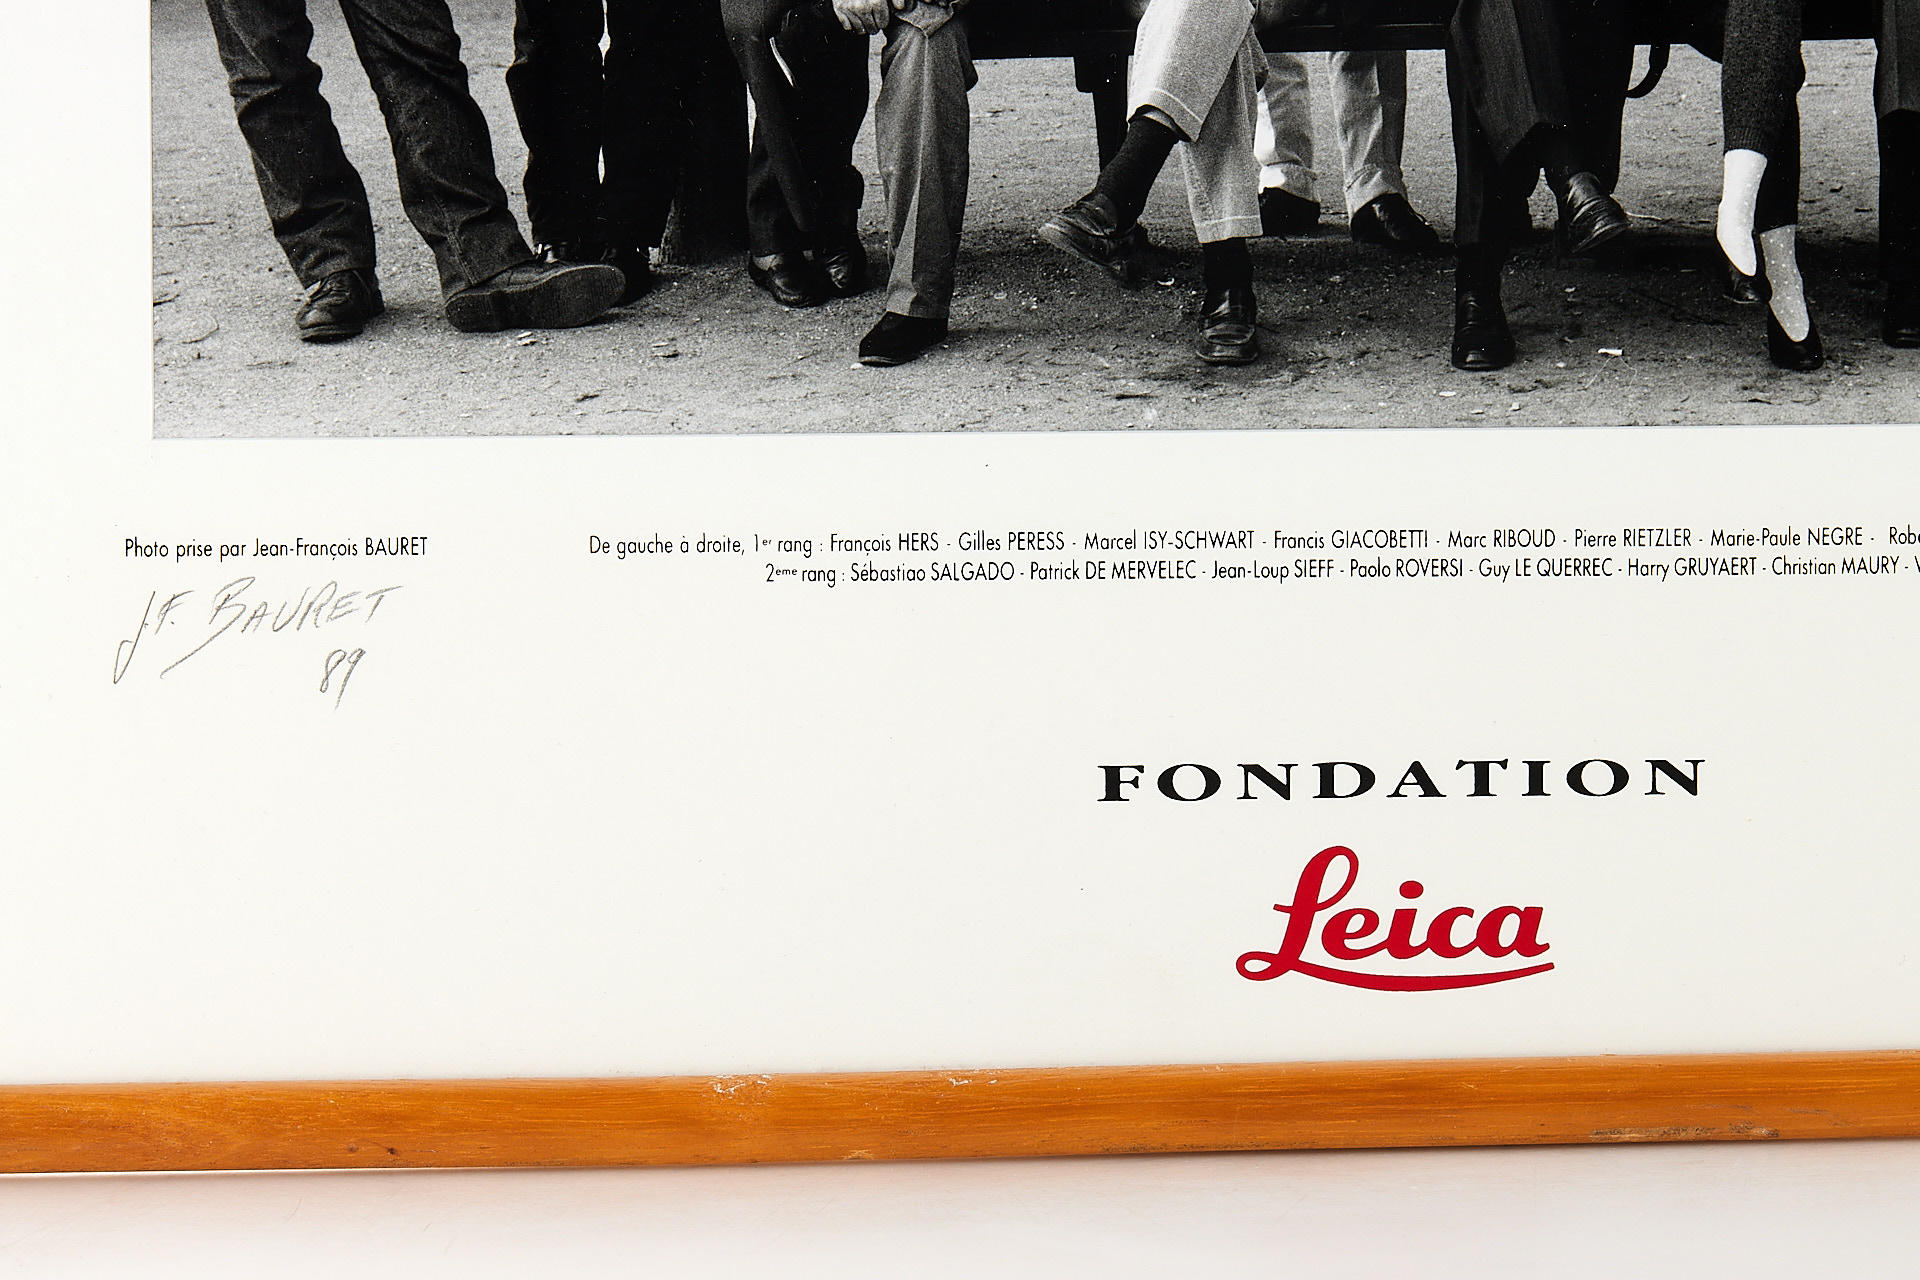 Photo prise par Jean-François BAURET
De gauche à droite, 1er rang : François HERS - Gilles PERESS - Marcel ISY-SCHWART - Francis GIACOBETTI - Marc RIBOUD - Pierre RIETZLER - Marie-Paule NEGRE -
2eme rang : Sébastiao SALGADO - Patrick DE MERVELEC - Jean-Loup SIEFF - Paolo ROVERSI - Guy LE QUERREC - Harry GRUYAERT - Christian MAURY -
J.F. BAURET
89
FONDATION
Leica